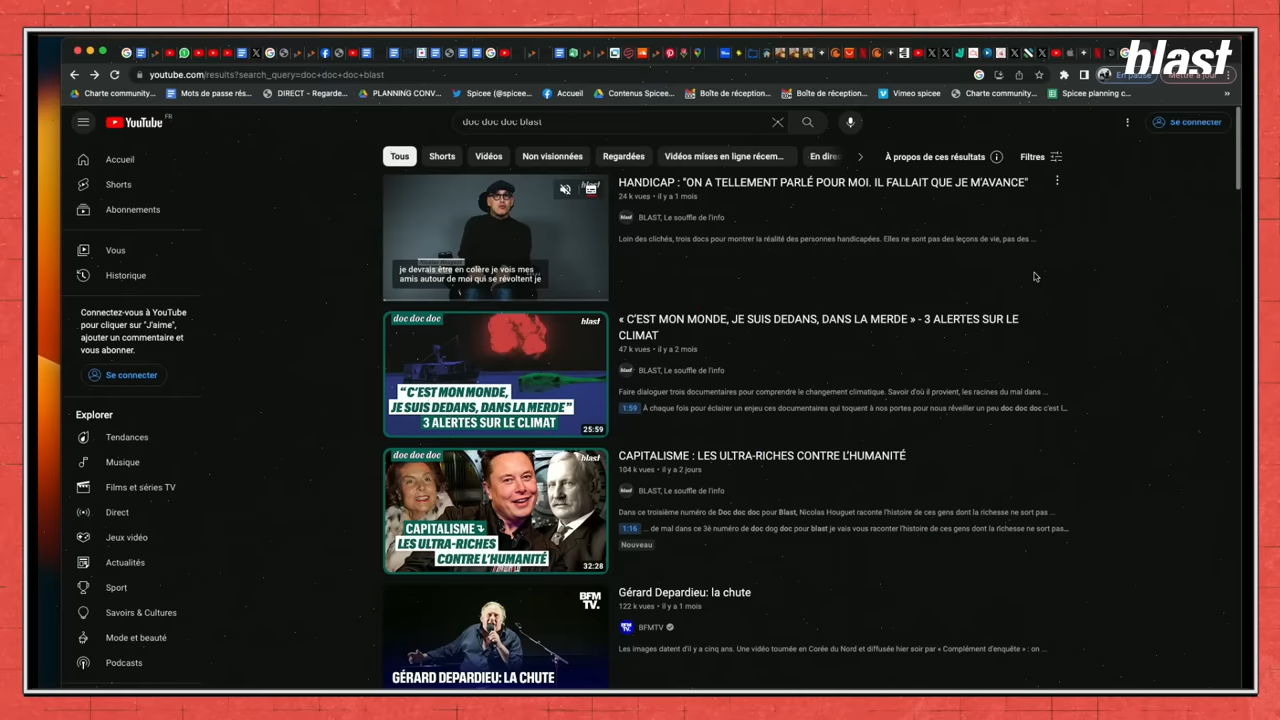 blast
youtube.com/results?search_query=doc+doc+doc+blast
En pause
Mettre à jour
Charte community...
Mots de passe rés...
DIRECT - Regarde...
PLANNING CONV...
Spicee (@spicee...
Accueil
Contenus Spicee...
Boîte de réception...
Boîte de réception...
Vimeo spicee
Charte community...
Spicee planning c...
»
YouTube FR
doc doc doc blast
Se connecter
Tous
Shorts
Vidéos
Non visionnées
Regardées
Vidéos mises en ligne récem...
En direc
À propos de ces résultats
Filtres
Accueil
Shorts
Abonnements
Vous
Historique
Connectez-vous à YouTube
pour cliquer sur "J'aime",
ajouter un commentaire et
vous abonner.
Se connecter
Explorer
Tendances
Musique
Films et séries TV
Direct
Jeux vidéo
Actualités
Sport
Savoirs & Cultures
Mode et beauté
Podcasts
je devrais être en colère je vois mes
amis autour de moi qui se révoltent je
HANDICAP : "ON A TELLEMENT PARLÉ POUR MOI. IL FALLAIT QUE JE M'AVANCE"
24 k vues • il y a 1 mois
blast BLAST, Le souffle de l'info
Loin des clichés, trois docs pour montrer la réalité des personnes handicapées. Elles ne sont pas des leçons de vie, pas des ...
doc doc doc
blast
"C'EST MON MONDE,
JE SUIS DEDANS, DANS LA MERDE"
3 ALERTES SUR LE CLIMAT
25:59
« C'EST MON MONDE, JE SUIS DEDANS, DANS LA MERDE » - 3 ALERTES SUR LE
CLIMAT
47 k vues • il y a 2 mois
blast BLAST, Le souffle de l'info
Faire dialoguer trois documentaires pour comprendre le changement climatique. Savoir d'où il provient, les racines du mal dans ...
1:59 À chaque fois pour éclairer un enjeu ces documentaires qui toquent à nos portes pour nous réveiller un peu doc doc doc c'est l...
doc doc doc
blast
CAPITALISME
LES ULTRA-RICHES
CONTRE L'HUMANITÉ
32:28
CAPITALISME : LES ULTRA-RICHES CONTRE L'HUMANITÉ
104 k vues • il y a 2 jours
blast BLAST, Le souffle de l'info
Dans ce troisième numéro de Doc doc doc pour Blast, Nicolas Houguet raconte l'histoire de ces gens dont la richesse ne sort pas ...
1:16 ... de mal dans ce 3è numéro de doc dog doc pour blast je vais vous raconter l'histoire de ces gens dont la richesse ne sort pas...
Nouveau
BFM
TV.
GÉRARD DEPARDIEU: LA CHUTE
Gérard Depardieu: la chute
122 k vues • il y a 1 mois
BFM TV. BFMTV
Les images datent d'il y a cinq ans. Une vidéo tournée en Corée du Nord et diffusée hier soir par « Complément d'enquête » : on ...